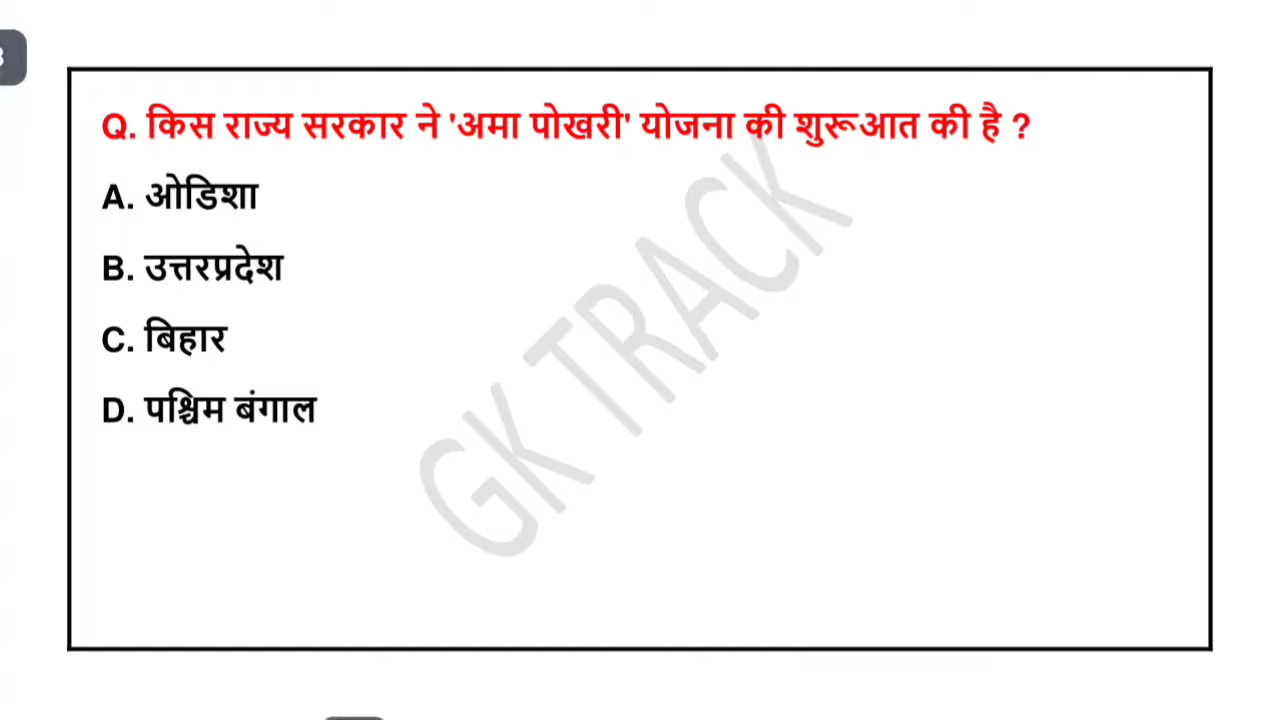 Q. किस राज्य सरकार ने 'अमा पोखरी' योजना की शुरूआत की है ?
A. ओडिशा
B. उत्तरप्रदेश
C. बिहार
D. पश्चिम बंगाल
GK TRACK